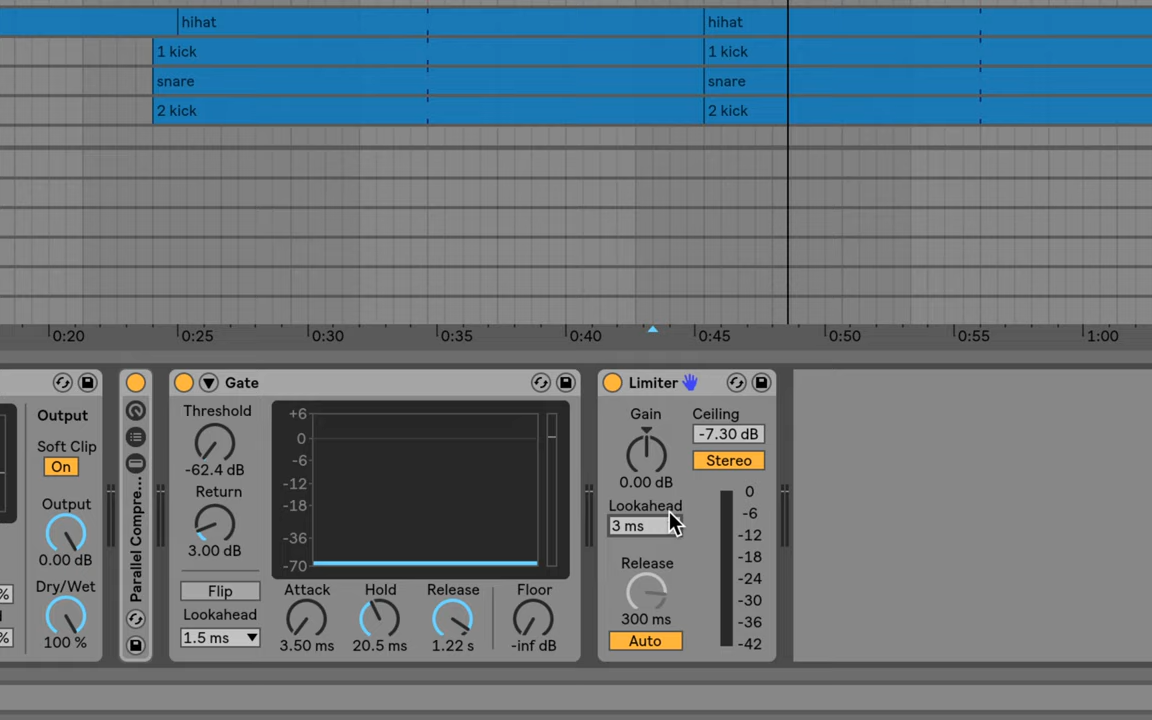 hihat hihat
1 kick 1 kick
snare snare
2 kick 2 kick
0:20 0:25 0:30 0:35 0:40 0:45 0:50 0:55 1:00
Output
Soft Clip
On
Output
0.00 dB
Dry/Wet
100 %
%
%
Parallel Compre...
Gate
Threshold
-62.4 dB
Return
3.00 dB
Flip
Lookahead
1.5 ms
+6
0
-6
-12
-18
-36
-70
Attack Hold Release Floor
3.50 ms 20.5 ms 1.22 s -inf dB
Limiter
Gain Ceiling
-7.30 dB
Stereo
0.00 dB
Lookahead
3 ms
Release
300 ms
Auto
0
-6
-12
-18
-24
-30
-36
-42